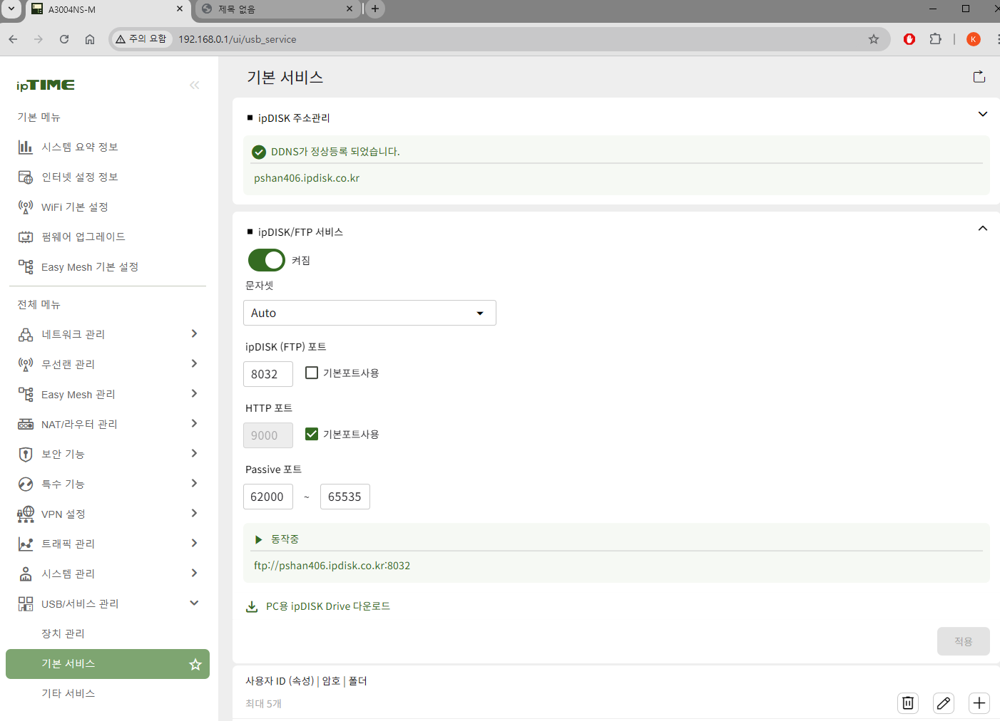 A3004NS-M
제목 없음
주의 요함
192.168.0.1/ui/usb_service
K
ipTIME
기본 메뉴
시스템 요약 정보
인터넷 설정 정보
WiFi 기본 설정
펌웨어 업그레이드
Easy Mesh 기본 설정
전체 메뉴
네트워크 관리
무선랜 관리
Easy Mesh 관리
NAT/라우터 관리
보안 기능
특수 기능
VPN 설정
트래픽 관리
시스템 관리
USB/서비스 관리
장치 관리
기본 서비스
기타 서비스
기본 서비스
ipDISK 주소관리
DDNS가 정상등록 되었습니다.
pshan406.ipdisk.co.kr
ipDISK/FTP 서비스
켜짐
문자셋
Auto
ipDISK (FTP) 포트
8032 기본포트사용
HTTP 포트
9000 기본포트사용
Passive 포트
62000 ~ 65535
동작중
ftp://pshan406.ipdisk.co.kr:8032
PC용 ipDISK Drive 다운로드
적용
사용자 ID (속성) | 암호 | 폴더
최대 5개